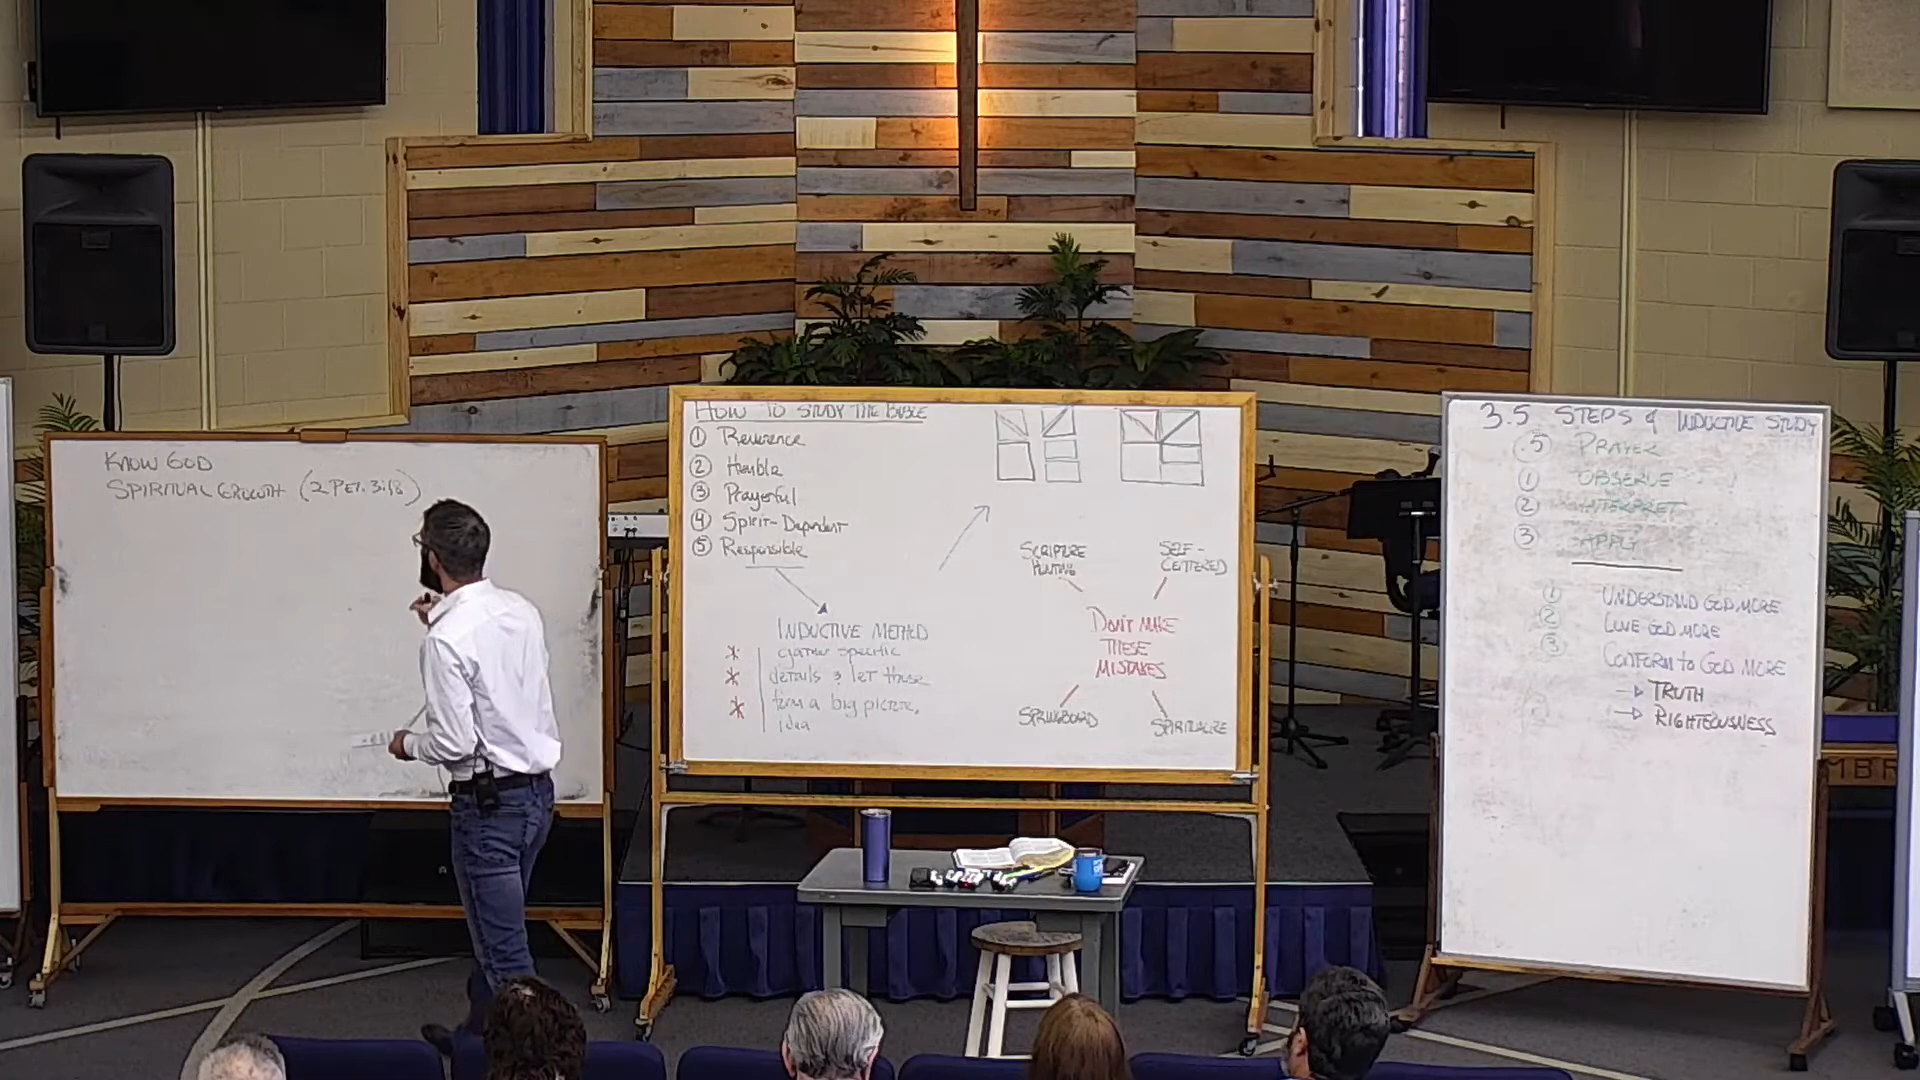 KNOW GOD
SPIRITUAL GROWTH (2 PET. 3:18)
HOW TO STUDY THE BIBLE
① Reverence
② Humble
③ Prayerful
④ Spirit-Dependent
⑤ Responsible
INDUCTIVE METHOD
* gather specific
* details & let those
* form a big picture,
idea
SCRIPTURE
HUNTING
SELF-
CENTERED
DON'T MAKE
THESE
MISTAKES
SPRINGBOARD
SPIRITUALIZE
3.5 STEPS of INDUCTIVE STUDY
.5 PRAYER
① OBSERVE
② INTERPRET
③ APPLY
① UNDERSTAND GOD MORE
② LOVE GOD MORE
③ CONFORM TO GOD MORE
→ TRUTH
→ RIGHTEOUSNESS